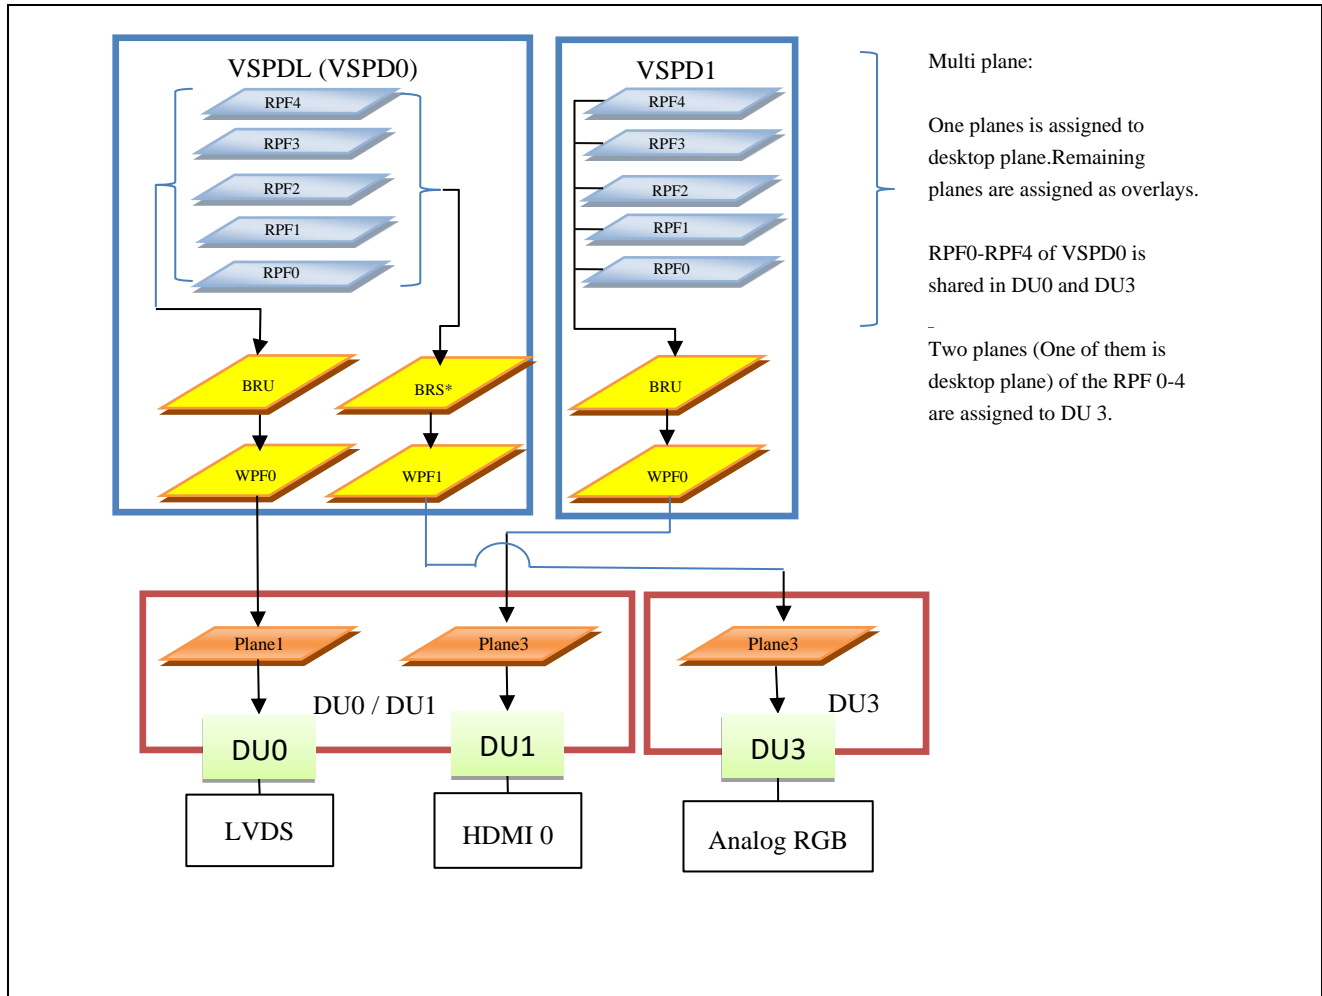 VSPDL (VSPD0)
RPF4
RPF3
RPF2
RPF1
RPF0
BRU
BRS*
WPF0
WPF1
VSPD1
RPF4
RPF3
RPF2
RPF1
RPF0
BRU
WPF0
Multi plane:
One planes is assigned to
desktop plane.Remaining
planes are assigned as overlays.
RPF0-RPF4 of VSPD0 is
shared in DU0 and DU3
Two planes (One of them is
desktop plane) of the RPF 0-4
are assigned to DU 3.
Plane1
Plane3
DU0 / DU1
DU0
DU1
Plane3
DU3
DU3
LVDS
HDMI 0
Analog RGB